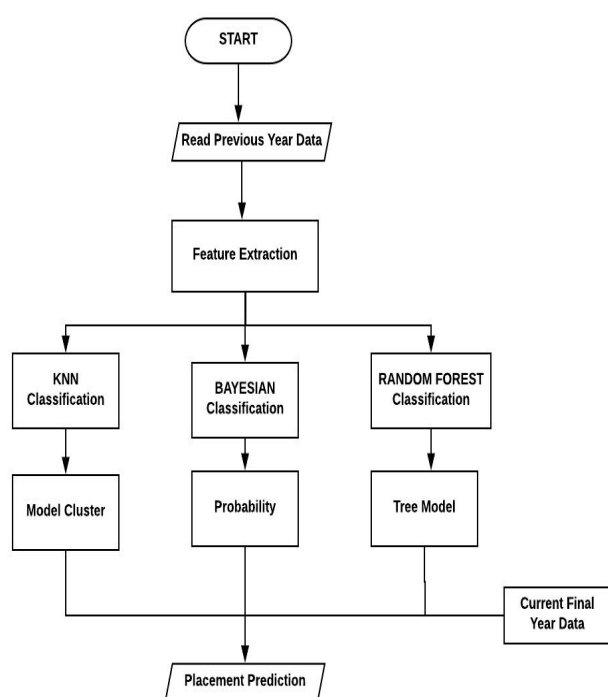 START
Read Previous Year Data
Feature Extraction
KNN
Classification
BAYESIAN
Classification
RANDOM FOREST
Classification
Model Cluster
Probability
Tree Model
Current Final
Year Data
Placement Prediction